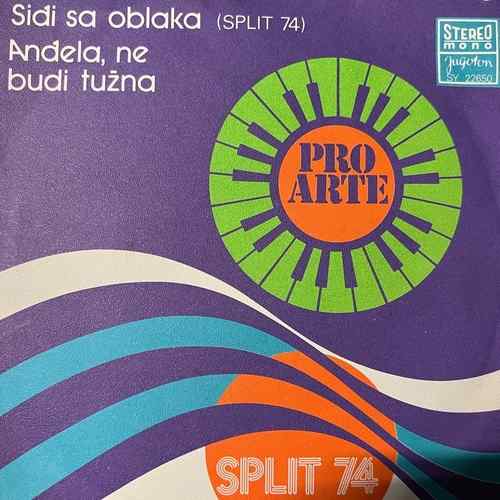 Siđi sa oblaka (SPLIT 74)
Anđela, ne
budi tužna
STEREO
mono
Jugoton
SY 22650
PRO
ARTE
SPLIT 74